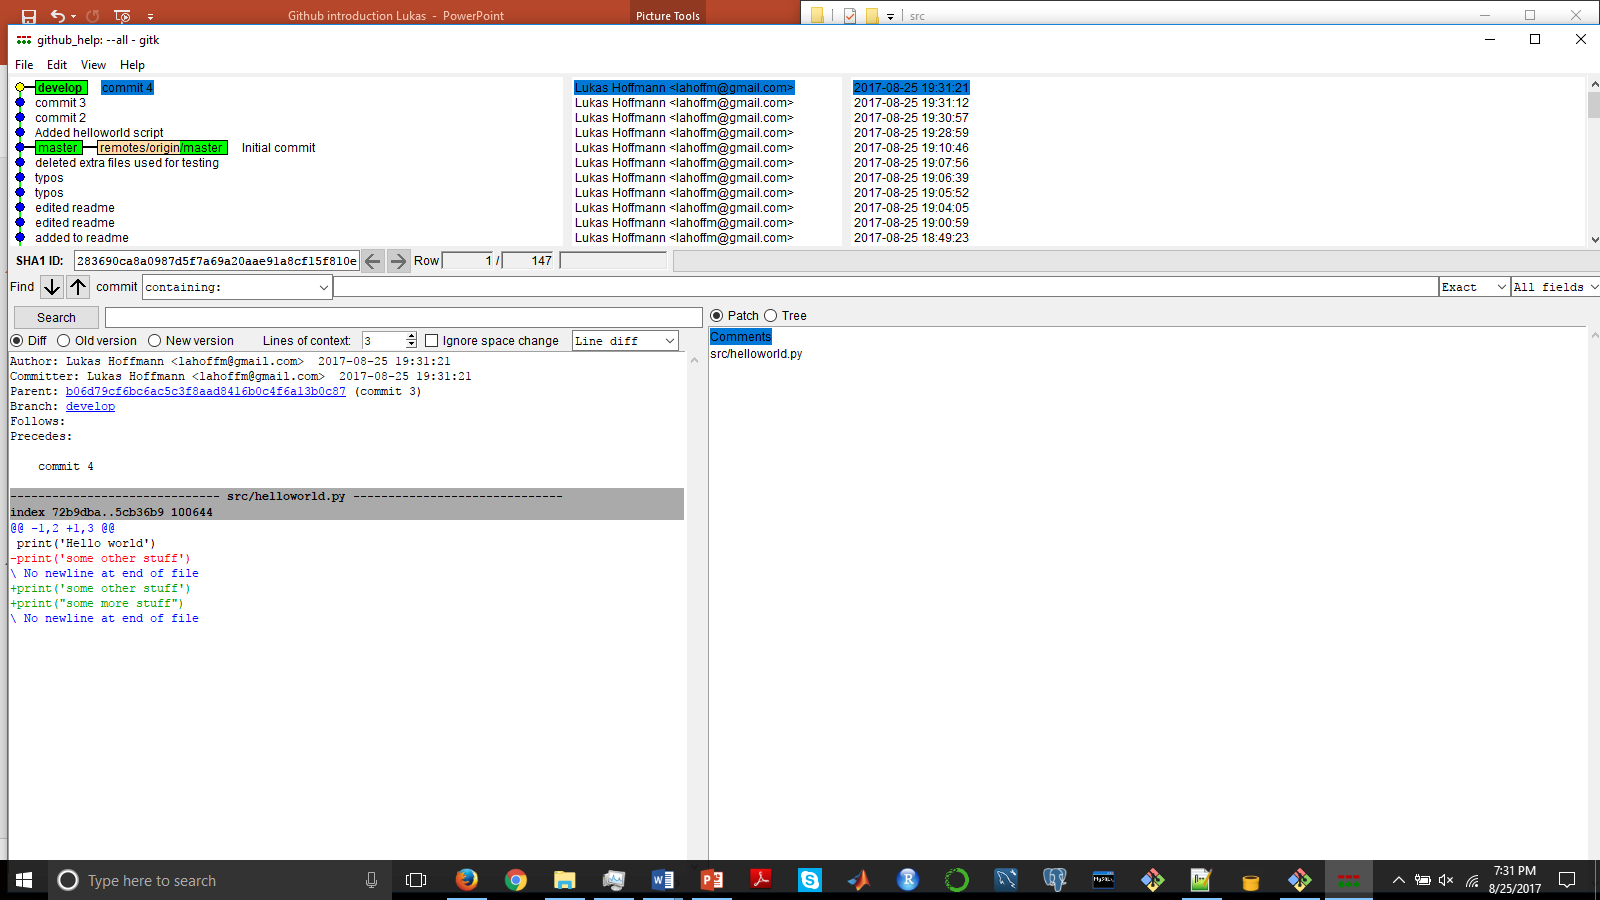 Github introduction Lukas - PowerPoint
Picture Tools
src
github_help: --all - gitk
File Edit View Help
develop commit 4 Lukas Hoffmann <lahoffm@gmail.com> 2017-08-25 19:31:21
commit 3 Lukas Hoffmann <lahoffm@gmail.com> 2017-08-25 19:31:12
commit 2 Lukas Hoffmann <lahoffm@gmail.com> 2017-08-25 19:30:57
Added helloworld script Lukas Hoffmann <lahoffm@gmail.com> 2017-08-25 19:28:59
master remotes/origin/master Initial commit Lukas Hoffmann <lahoffm@gmail.com> 2017-08-25 19:10:46
deleted extra files used for testing Lukas Hoffmann <lahoffm@gmail.com> 2017-08-25 19:07:56
typos Lukas Hoffmann <lahoffm@gmail.com> 2017-08-25 19:06:39
typos Lukas Hoffmann <lahoffm@gmail.com> 2017-08-25 19:05:52
edited readme Lukas Hoffmann <lahoffm@gmail.com> 2017-08-25 19:04:05
edited readme Lukas Hoffmann <lahoffm@gmail.com> 2017-08-25 19:00:59
added to readme Lukas Hoffmann <lahoffm@gmail.com> 2017-08-25 18:49:23
SHA1 ID: 283690ca8a0987d5f7a69a20aae91a8cf15f810e Row 1 / 147
Find commit containing: Exact All fields
Search
Diff Old version New version Lines of context: 3 Ignore space change Line diff
Author: Lukas Hoffmann <lahoffm@gmail.com> 2017-08-25 19:31:21
Committer: Lukas Hoffmann <lahoffm@gmail.com> 2017-08-25 19:31:21
Parent: b06d79cf6bc6ac5c3f8aad8416b0c4f6a13b0c87 (commit 3)
Branch: develop
Follows:
Precedes:
commit 4
------------------------------ src/helloworld.py ------------------------------
index 72b9dba..5cb36b9 100644
@@ -1,2 +1,3 @@
print('Hello world')
-print('some other stuff')
\ No newline at end of file
+print('some other stuff')
+print("some more stuff")
\ No newline at end of file
Patch Tree
Comments
src/helloworld.py
Type here to search
7:31 PM
8/25/2017